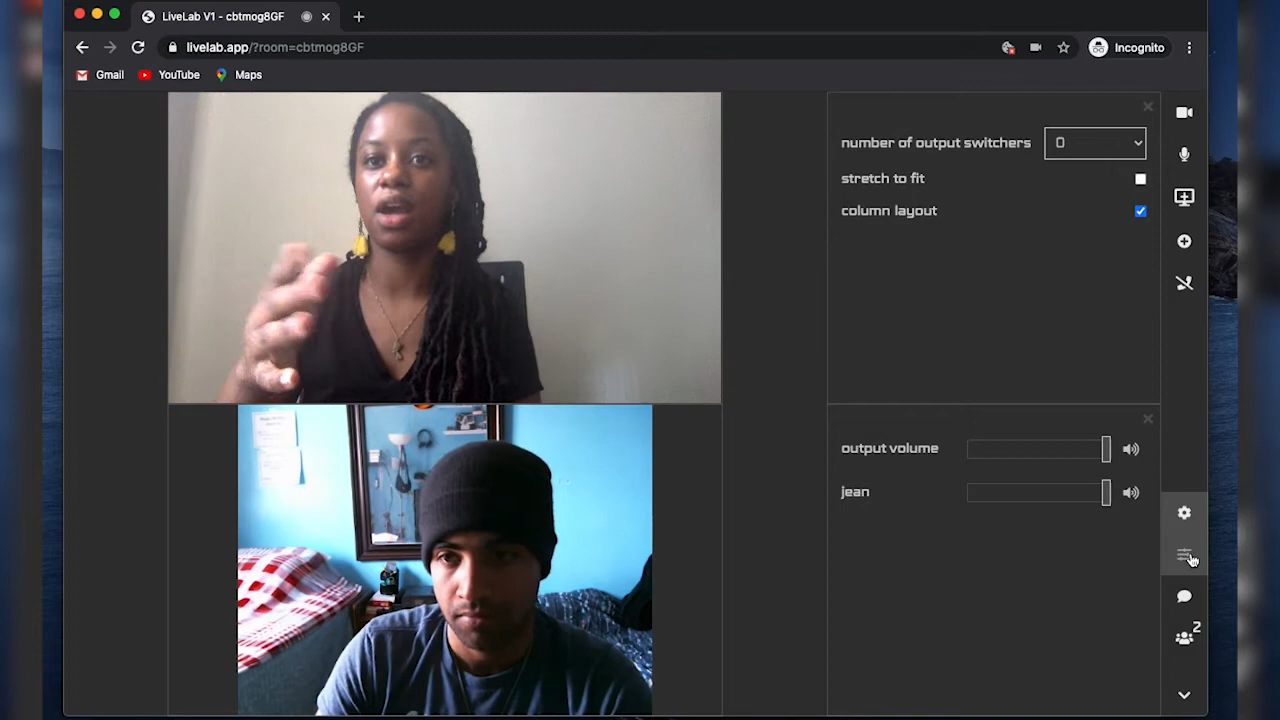 LiveLab V1 - cbtmog8GF
livelab.app/?room=cbtmog8GF
Incognito
Gmail
YouTube
Maps
number of output switchers
0
stretch to fit
column layout
output volume
jean
2